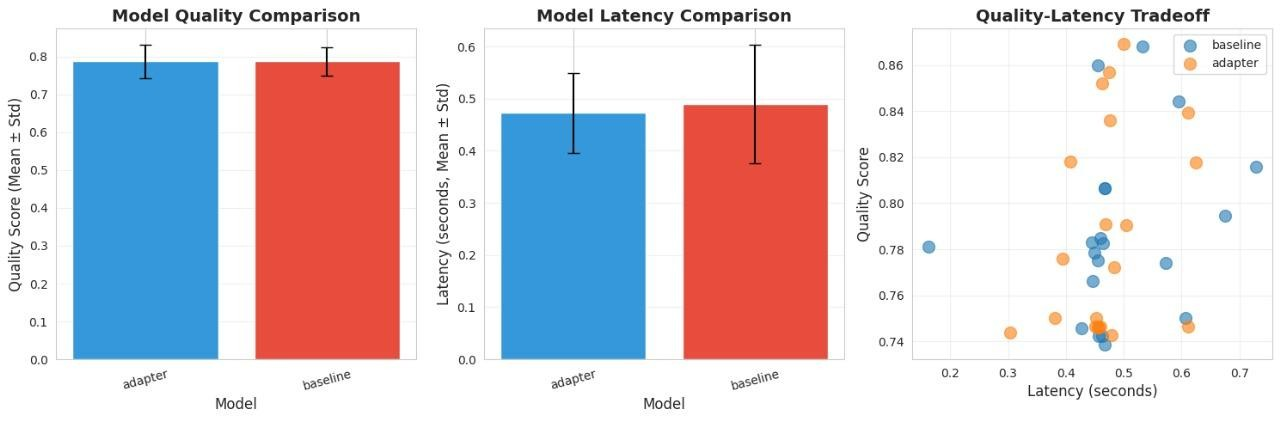 Model Quality Comparison
Quality Score (Mean ± Std)
0.8
0.7
0.6
0.5
0.4
0.3
0.2
0.1
0.0
adapter
baseline
Model
Model Latency Comparison
Latency (seconds, Mean ± Std)
0.6
0.5
0.4
0.3
0.2
0.1
0.0
adapter
baseline
Model
Quality-Latency Tradeoff
baseline
adapter
Quality Score
0.86
0.84
0.82
0.80
0.78
0.76
0.74
0.2 0.3 0.4 0.5 0.6 0.7
Latency (seconds)